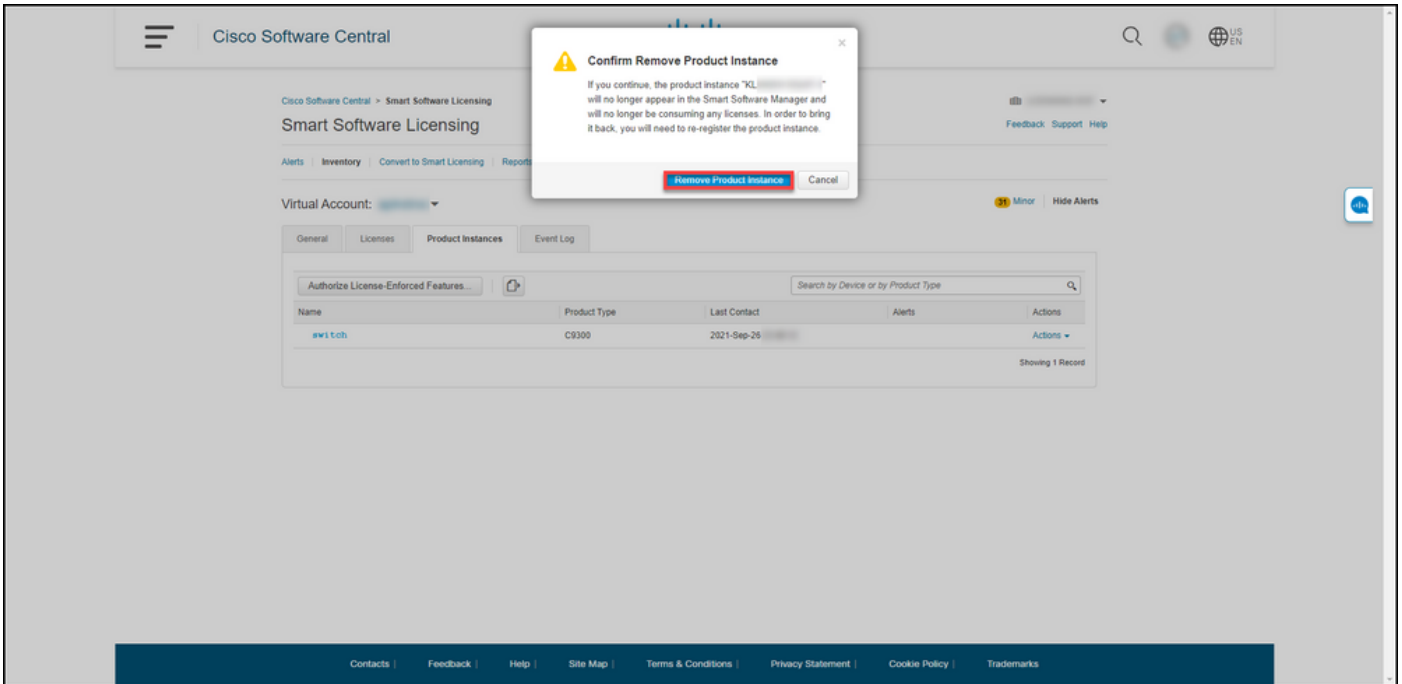 Cisco Software Central
US
EN
Confirm Remove Product Instance
If you continue, the product instance "KL "
will no longer appear in the Smart Software Manager and
will no longer be consuming any licenses. In order to bring
it back, you will need to re-register the product instance.
Remove Product Instance Cancel
Cisco Software Central > Smart Software Licensing
Smart Software Licensing
Feedback Support Help
Alerts | Inventory | Convert to Smart Licensing | Reports
Virtual Account:
31 Minor | Hide Alerts
General Licenses Product Instances Event Log
Authorize License-Enforced Features...
Search by Device or by Product Type
Name Product Type Last Contact Alerts Actions
switch C9300 2021-Sep-26 Actions
Showing 1 Record
Contacts | Feedback | Help | Site Map | Terms & Conditions | Privacy Statement | Cookie Policy | Trademarks